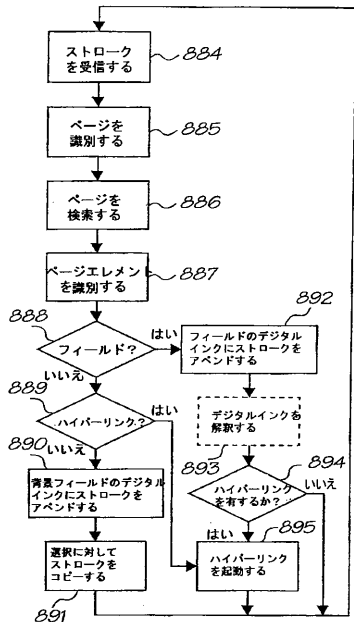 ストローク
を受信する
884
ページを
識別する
885
ページを
検索する
886
ページエレメント
を識別する
887
888
フィールド?
はい
いいえ
892
フィールドのデジタル
インクにストロークを
アペンドする
889
ハイパーリンク?
はい
いいえ
デジタルインクを
解釈する
893
890
背景フィールドのデジタル
インクにストロークを
アペンドする
894
ハイパーリンク
を有するか?
いいえ
はい
選択に対して
ストロークを
コピーする
891
895
ハイパーリンク
を起動する